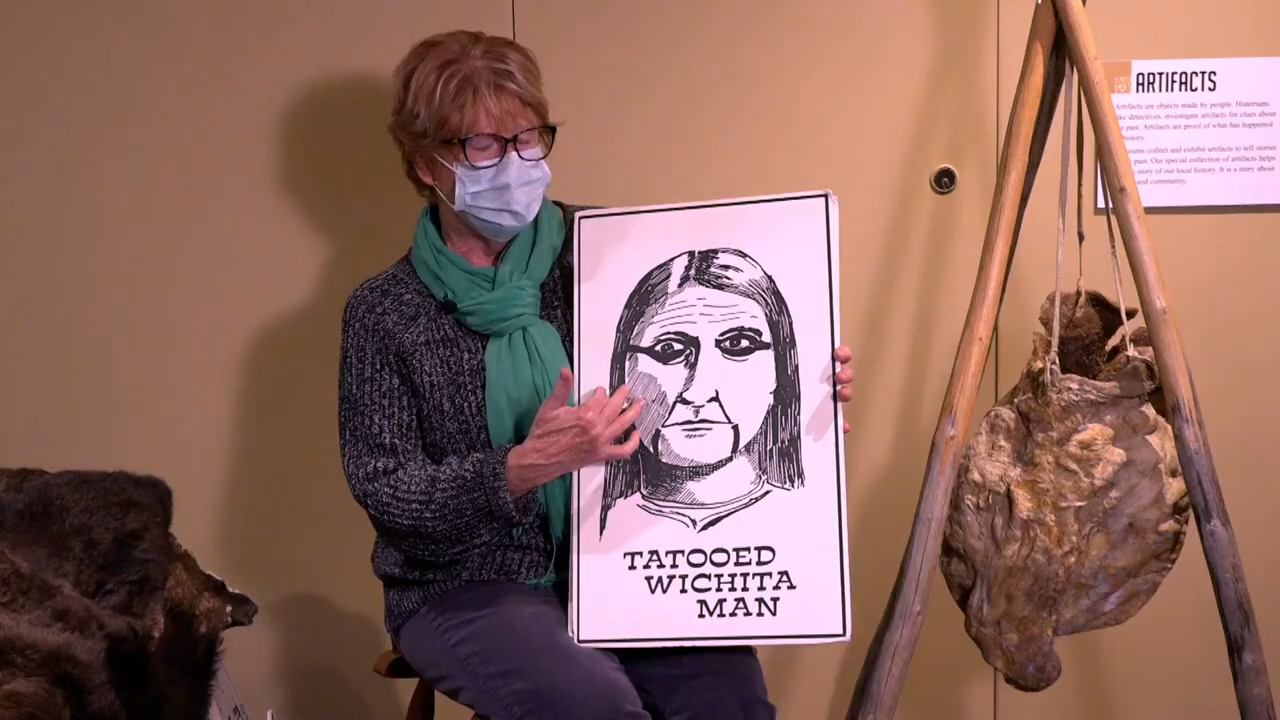 TATOOED
WICHITA
MAN
ARTIFACTS
Artifacts are objects made by people. Historians,
detectives, investigate artifacts for clues about
past. Artifacts are proof of what has happened
history.
collect and exhibit artifacts to tell stories
past. Our special collection of artifacts helps
story of our local history. It is a story about
and community.